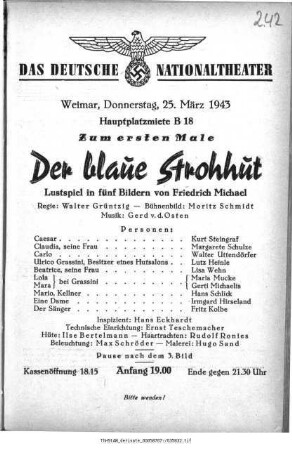 242
DAS DEUTSCHE NATIONALTHEATER
Weimar, Donnerstag, 25. März 1943
Hauptplatzmiete B 18
Zum ersten Male
Der blaue Strohhut
Lustspiel in fünf Bildern von Friedrich Michael
Regie: Walter Grüntzig — Bühnenbild: Moritz Schmidt
Musik: Gerd v. d. Osten
Personen:
Caesar . . . Kurt Steingraf
Claudia, seine Frau . . . Margarete Schulze
Carlo . . . Walter Uttendörfer
Ulrico Grassini, Besitzer eines Hutsalons . . Lutz Heinle
Beatrice, seine Frau . . . Lisa Wehn
Lola } bei Grassini . . . Maria Mucke
Mara } . . . Gerti Michaelis
Mario, Kellner . . . Hans Schlick
Eine Dame . . . Irmgard Hiseland
Der Sänger . . . Fritz Kolbe
Inspizient: Hans Eckhardt
Technische Einrichtung: Ernst Teschemacher
Hüte: Ilse Bertelmann — Haartrachten: Rudolf Ronies
Beleuchtung: Max Schröder — Malerei: Hugo Sand
Pause nach dem 3. Bild
Kassenöffnung 18.15 Anfang 19.00 Ende gegen 21.30 Uhr
Bitte wenden!